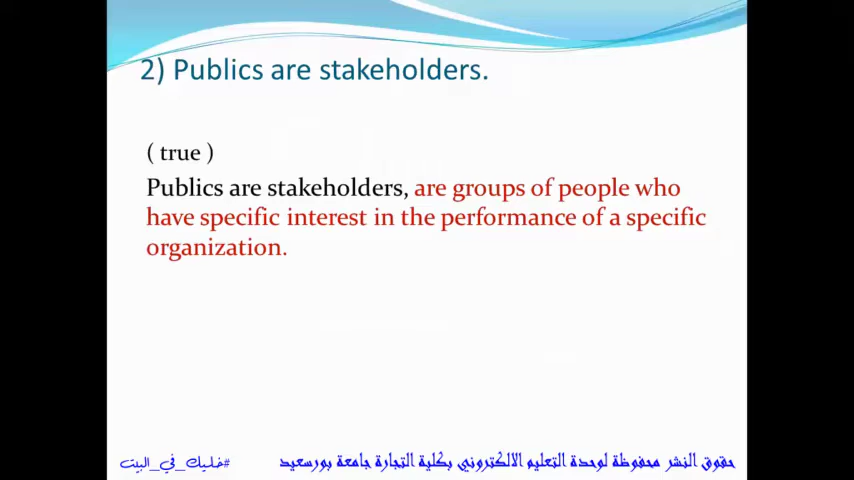 2) Publics are stakeholders.
( true )
Publics are stakeholders, are groups of people who
have specific interest in the performance of a specific
organization.
حقوق النشر محفوظة لوحدة التعليم الالكتروني بكلية التجارة جامعة بورسعيد
#خليك_في_البيت